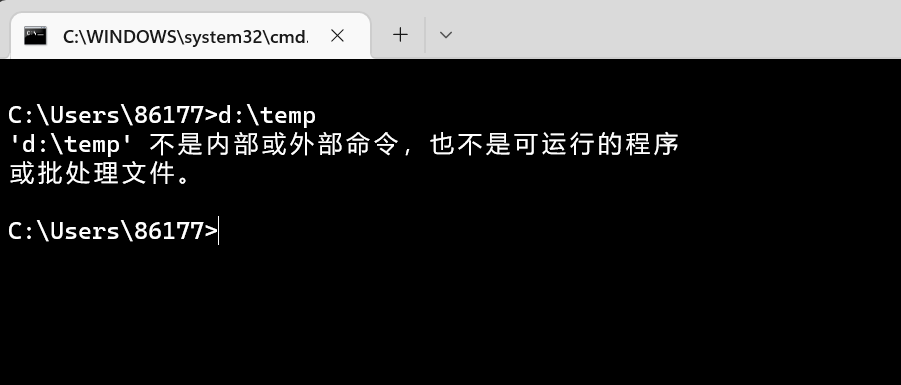 C:\WINDOWS\system32\cmd.
C:\Users\86177>d:\temp
'd:\temp' 不是内部或外部命令，也不是可运行的程序
或批处理文件。
C:\Users\86177>